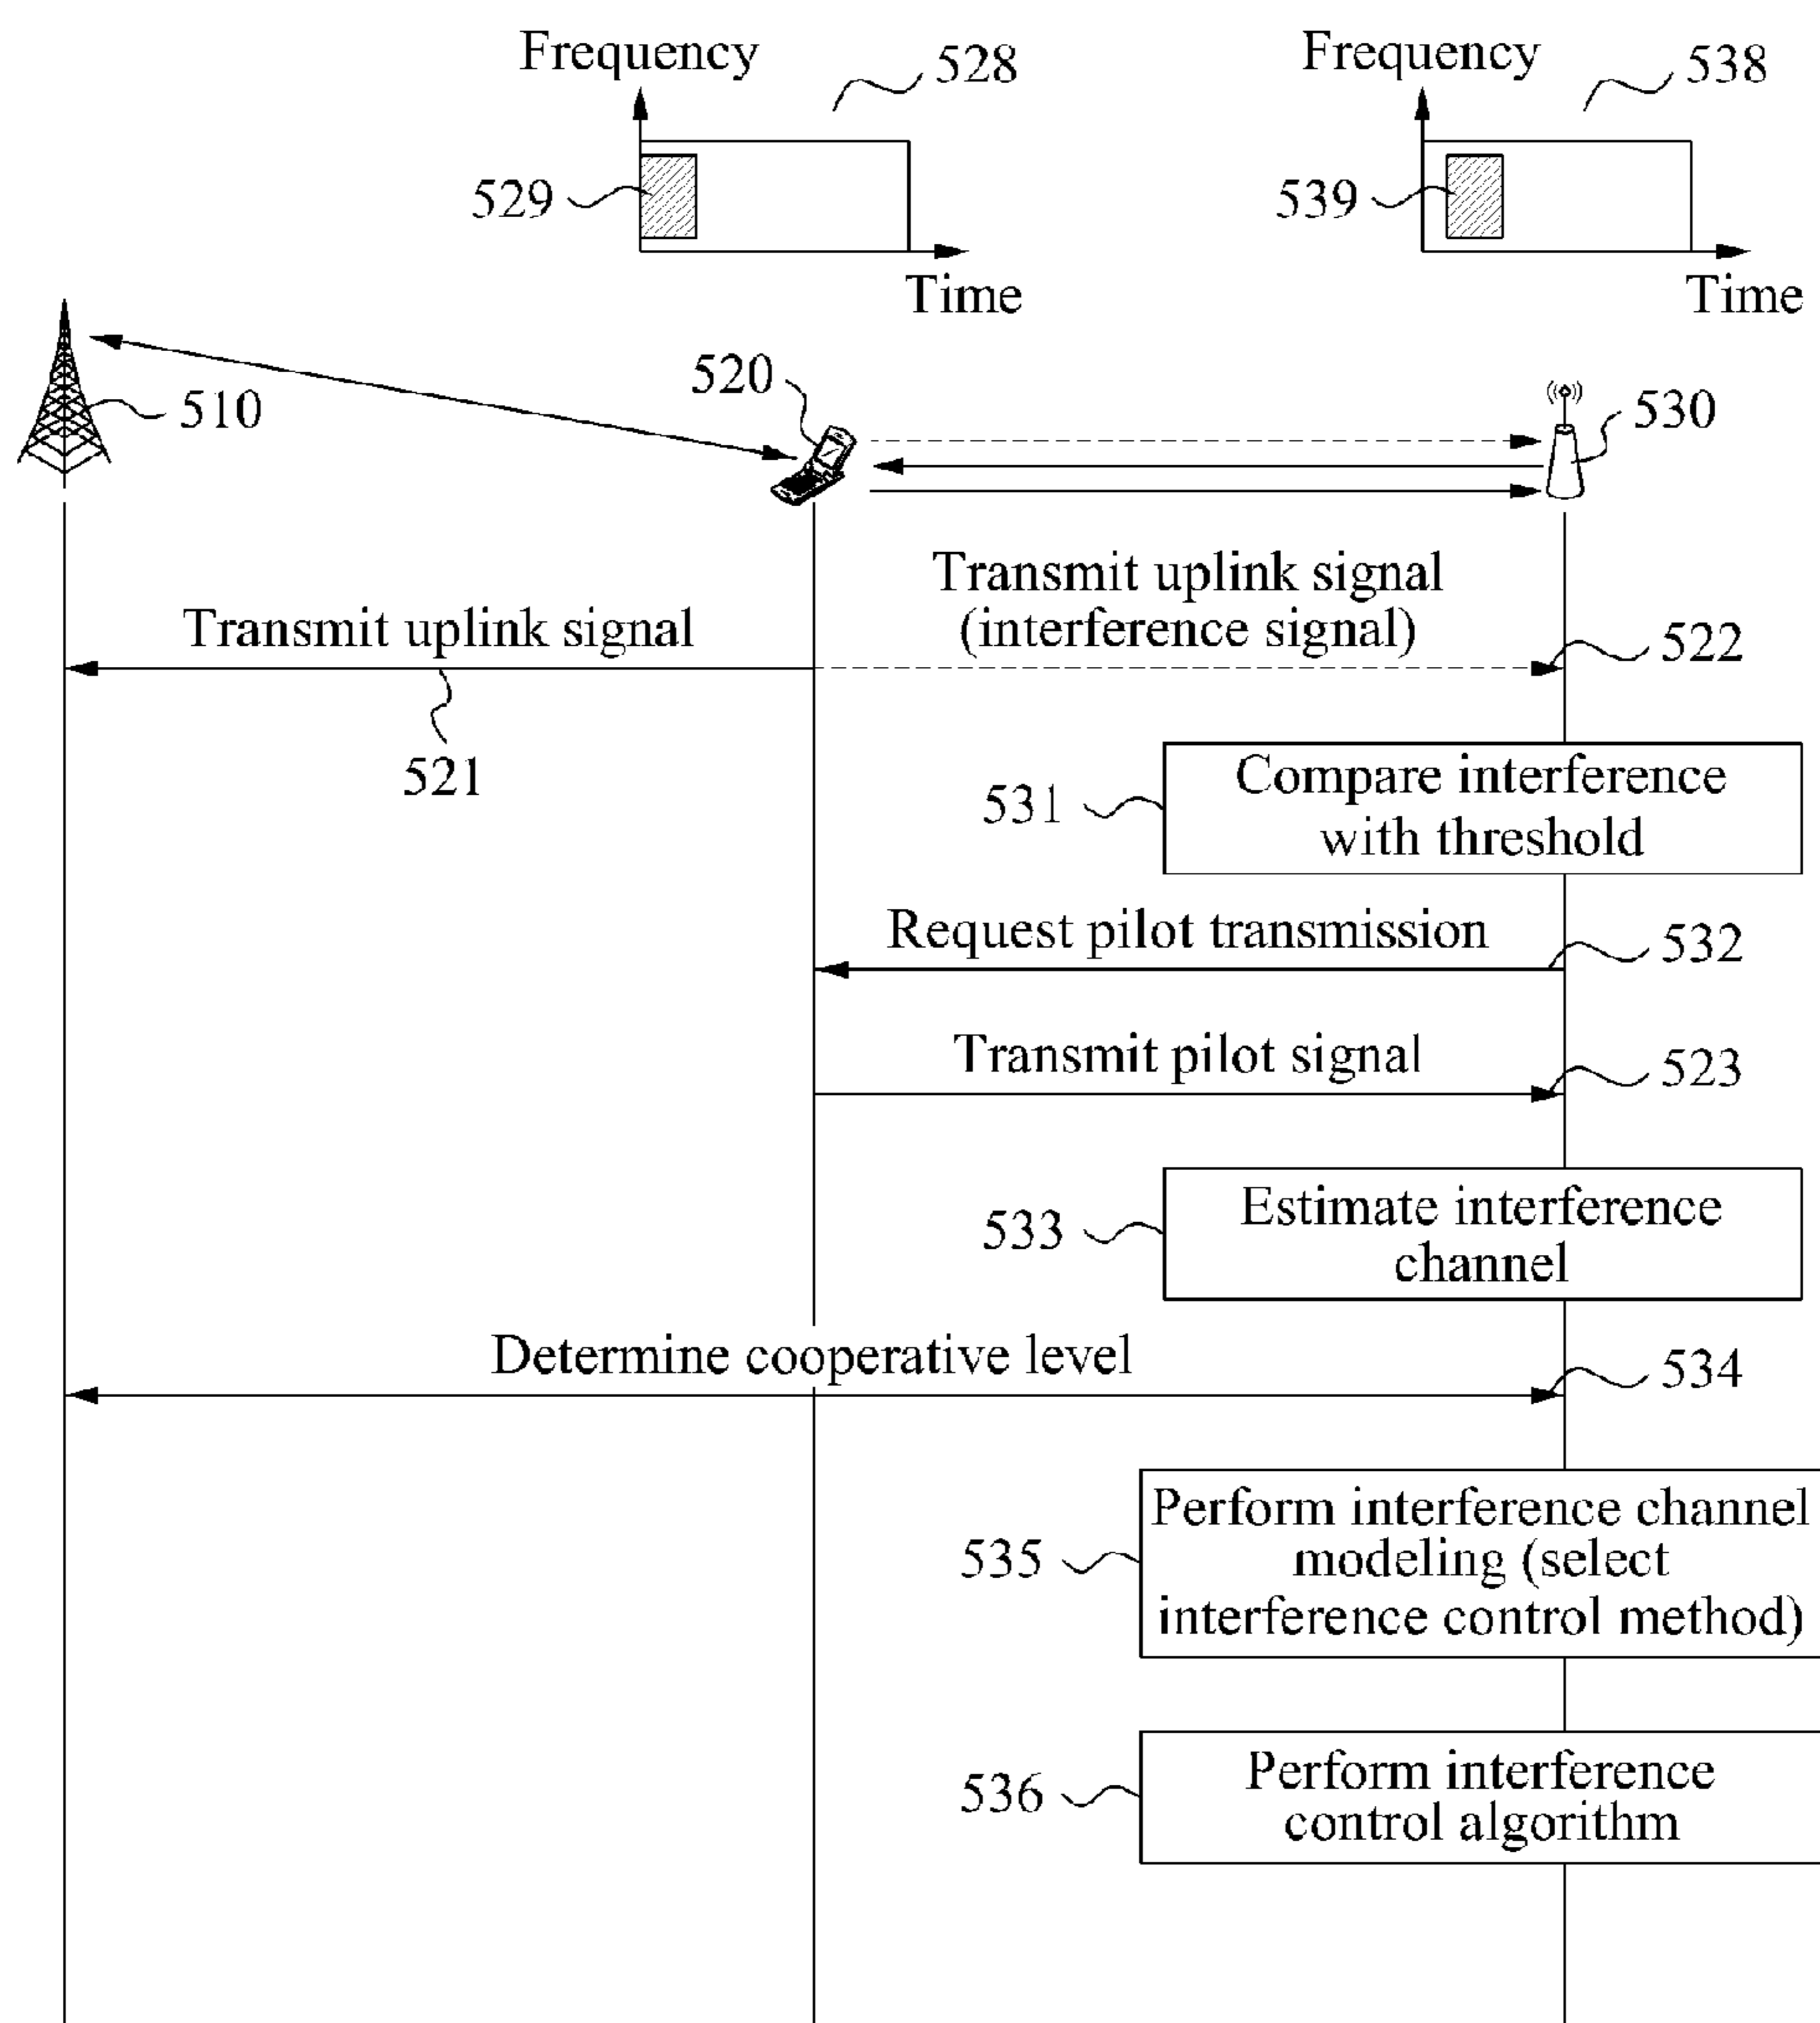 Frequency
528
Frequency
538
529
539
Time
Time
520
510
530
Transmit uplink signal
(interference signal)
Transmit uplink signal
522
521
531
Compare interference
with threshold
Request pilot transmission
532
Transmit pilot signal
523
533
Estimate interference
channel
Determine cooperative level
534
535
Perform interference channel
modeling (select
interference control method)
536
Perform interference
control algorithm